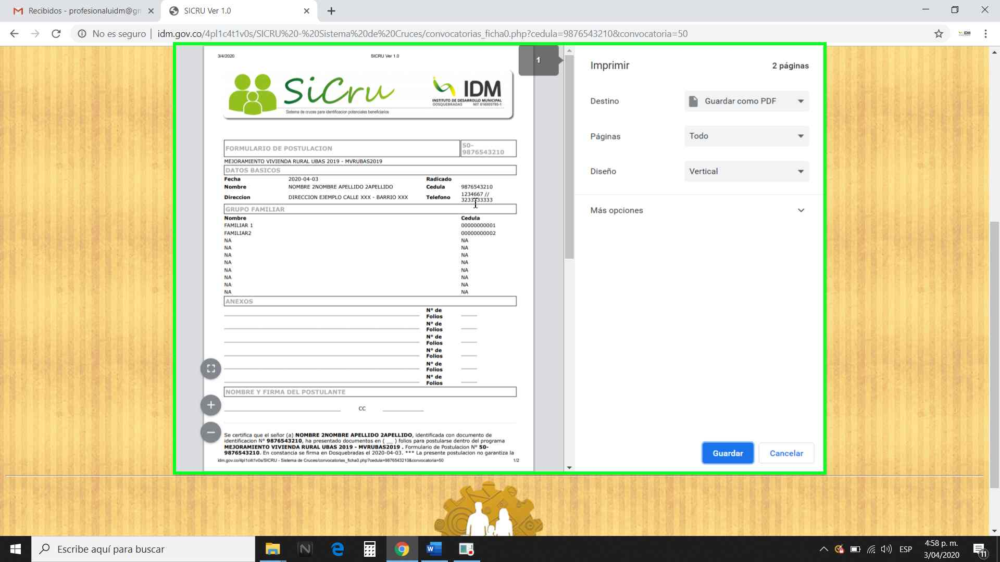 Recibidos - profesionaluidm@gm
SICRU Ver 1.0
No es seguro | idm.gov.co/4pl1c4t1v0s/SICRU%20-%20Sistema%20de%20Cruces/convocatorias_ficha0.php?cedula=9876543210&convocatoria=50
3/4/2020 SICRU Ver 1.0
1
SiCru
Sistema de cruces para identificacion potenciales beneficiarios
IDM
INSTITUTO DE DESARROLLO MUNICIPAL
DOSQUEBRADAS NIT 816005795-1
FORMULARIO DE POSTULACION 50-
9876543210
MEJORAMIENTO VIVIENDA RURAL UBAS 2019 - MVRUBAS2019
DATOS BASICOS
Fecha 2020-04-03 Radicado
Nombre NOMBRE 2NOMBRE APELLIDO 2APELLIDO Cedula 9876543210
Direccion DIRECCION EJEMPLO CALLE XXX - BARRIO XXX Telefono 1234667 //
3233333333
GRUPO FAMILIAR
Nombre Cedula
FAMILIAR 1 00000000001
FAMILIAR2 00000000002
NA NA
NA NA
NA NA
NA NA
NA NA
NA NA
NA NA
NA NA
ANEXOS
N° de
Folios
N° de
Folios
N° de
Folios
N° de
Folios
N° de
Folios
N° de
Folios
NOMBRE Y FIRMA DEL POSTULANTE
CC
Se certifica que el señor (a) NOMBRE 2NOMBRE APELLIDO 2APELLIDO, identificada con documento de
identificacion N° 9876543210, ha presentado documentos en ( __ ) folios para postularse dentro del programa
MEJORAMIENTO VIVIENDA RURAL UBAS 2019 - MVRUBAS2019 . Formulario de Postulacion N° 50-
9876543210. En constancia se firma en Dosquebradas el 2020-04-03. *** La presente postulacion no garantiza la
idm.gov.co/4pl1c4t1v0s/SICRU - Sistema de Cruces/convocatorias_ficha0.php?cedula=9876543210&convocatoria=50 1/2
Imprimir 2 páginas
Destino Guardar como PDF
Páginas Todo
Diseño Vertical
Más opciones
Guardar Cancelar
Escribe aquí para buscar
ESP
4:58 p. m.
3/04/2020
11